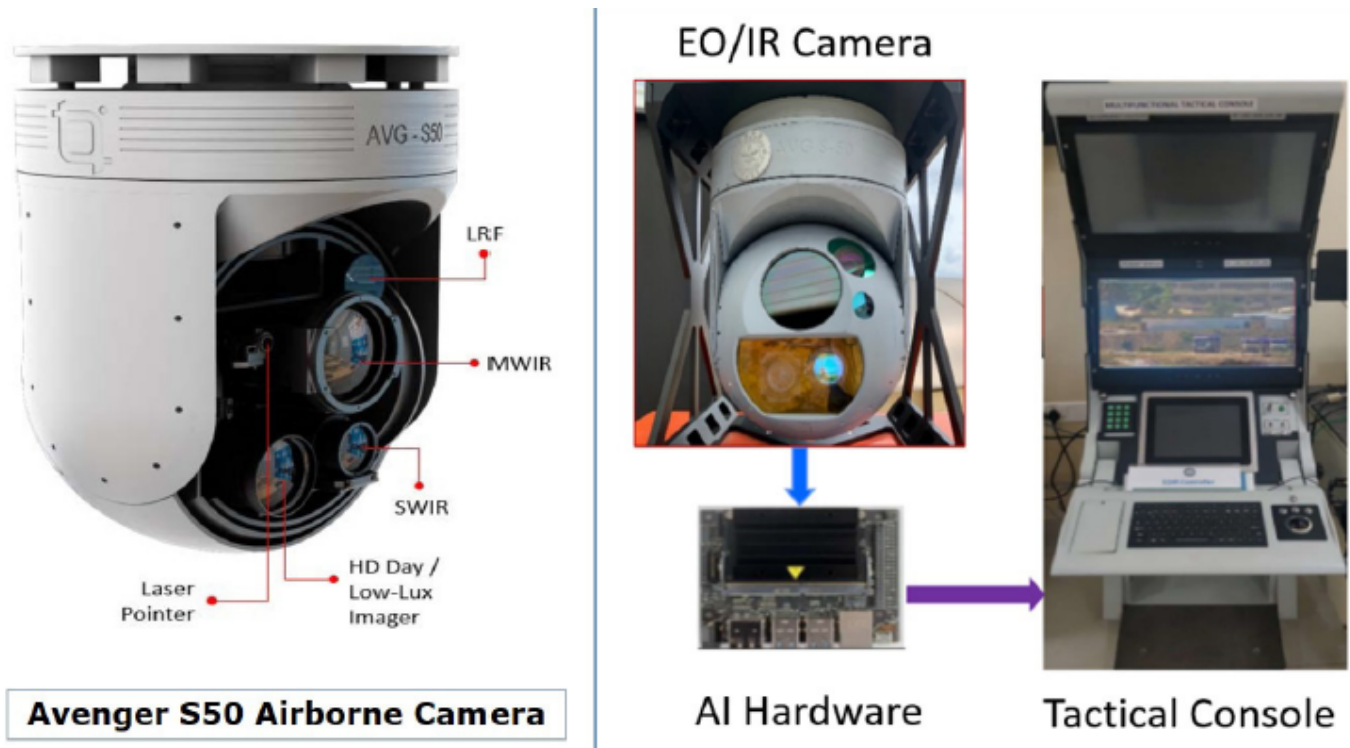 AVG-S50
LRF
MWIR
SWIR
HD Day /
Low-Lux
Imager
Laser
Pointer
Avenger S50 Airborne Camera
EO/IR Camera
MULTIFUNCTIONAL TACTICAL CONSOLE
AI Hardware
Tactical Console